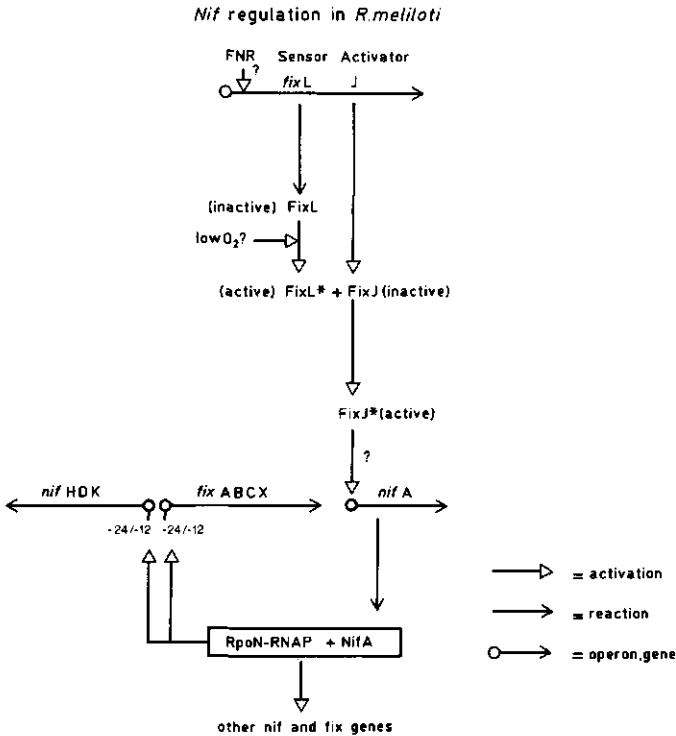 Nif regulation in R.meliloti
FNR Sensor Activator
?
fixL J
(inactive) FixL
lowO₂?
(active) FixL* + FixJ(inactive)
FixJ*(active)
?
nif HDK fix ABCX nif A
-24/-12 -24/-12
= activation
= reaction
RpoN-RNAP + NifA
= operon,gene
other nif and fix genes